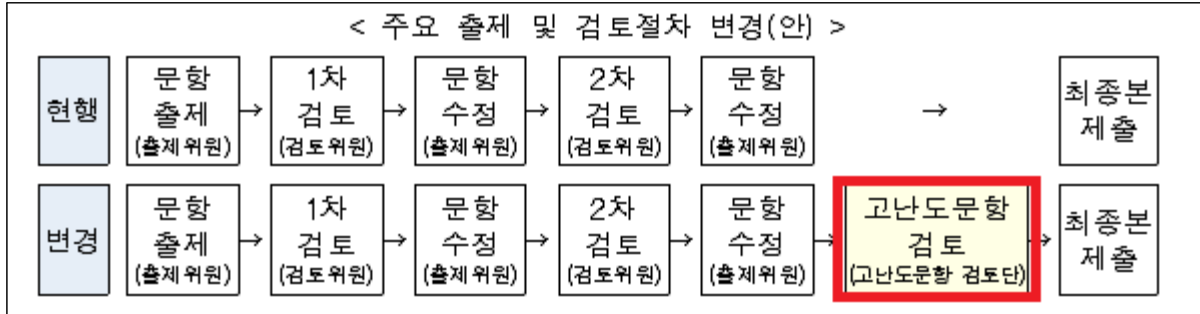 < 주요 출제 및 검토절차 변경(안) >
현행
문항
출제
(출제위원)
→
1차
검토
(검토위원)
→
문항
수정
(출제위원)
→
2차
검토
(검토위원)
→
문항
수정
(출제위원)
→
최종본
제출
변경
문항
출제
(출제위원)
→
1차
검토
(검토위원)
→
문항
수정
(출제위원)
→
2차
검토
(검토위원)
→
문항
수정
(출제위원)
→
고난도문항
검토
(고난도문항 검토단)
→
최종본
제출